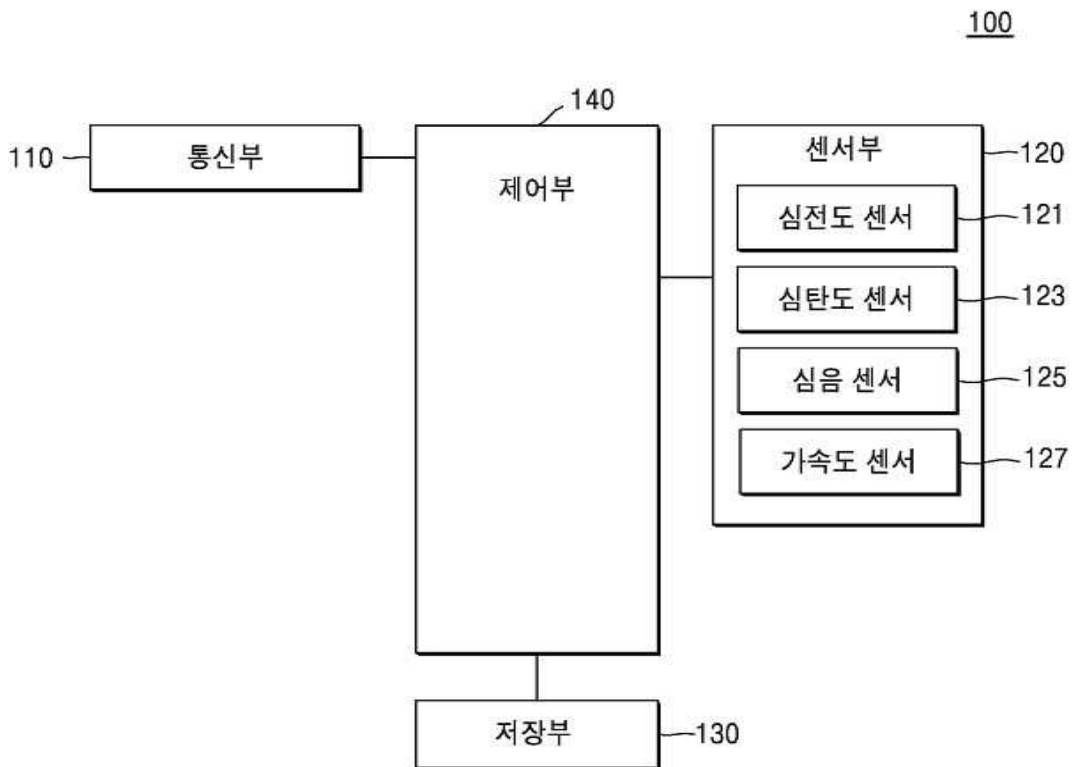 100
140
110
통신부
제어부
센서부
120
심전도 센서
121
심탄도 센서
123
심음 센서
125
가속도 센서
127
저장부
130